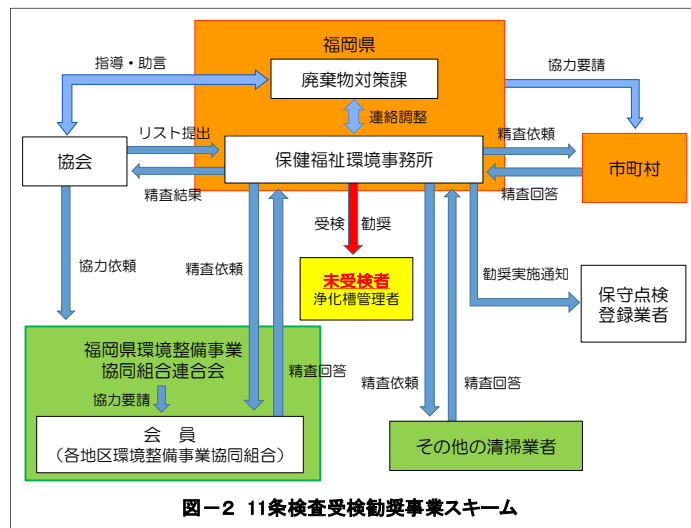 福岡県
指導・助言
廃棄物対策課
協力要請
連絡調整
リスト提出
精査依頼
協会
保健福祉環境事務所
市町村
精査結果
精査回答
受検 勧奨
協力依頼
精査依頼
未受検者
浄化槽管理者
勧奨実施通知
保守点検
登録業者
福岡県環境整備事業
協同組合連合会
精査回答
協力要請
精査依頼
精査回答
会 員
（各地区環境整備事業協同組合）
その他の清掃業者
図－2 11条検査受検勧奨事業スキーム